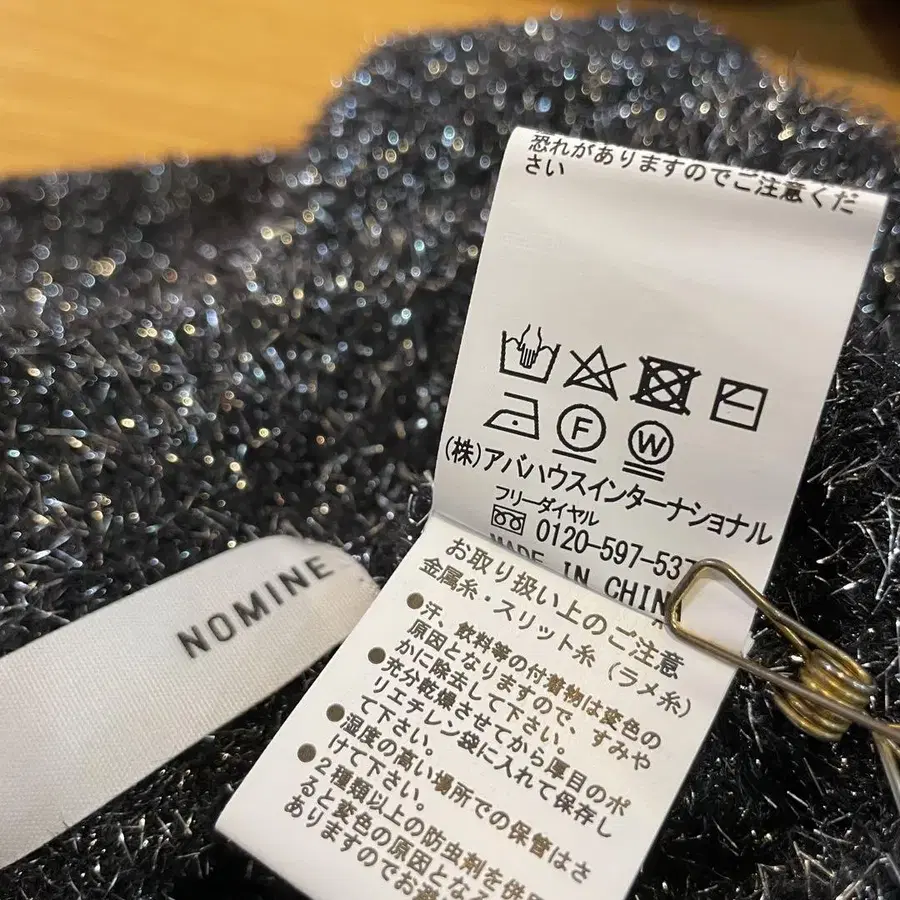 恐れがありますのでご注意くだ
さい
F
W
(株)アバハウスインターナショナル
フリーダイヤル
0120-597-537
MADE IN CHINA
お取り扱い上のご注意
金属糸・スリット糸(ラメ糸)
●汗、飲料等の付着物は変色の
原因となりますので、すみや
かに除去して下さい。
●充分乾燥させてから厚目のポ
リエチレン袋に入れて保存し
て下さい。
●湿度の高い場所での保管はさ
けて下さい。
●2種類以上の防虫剤を併用
ると変色の原因となる
ありますのでお避
NOMINE